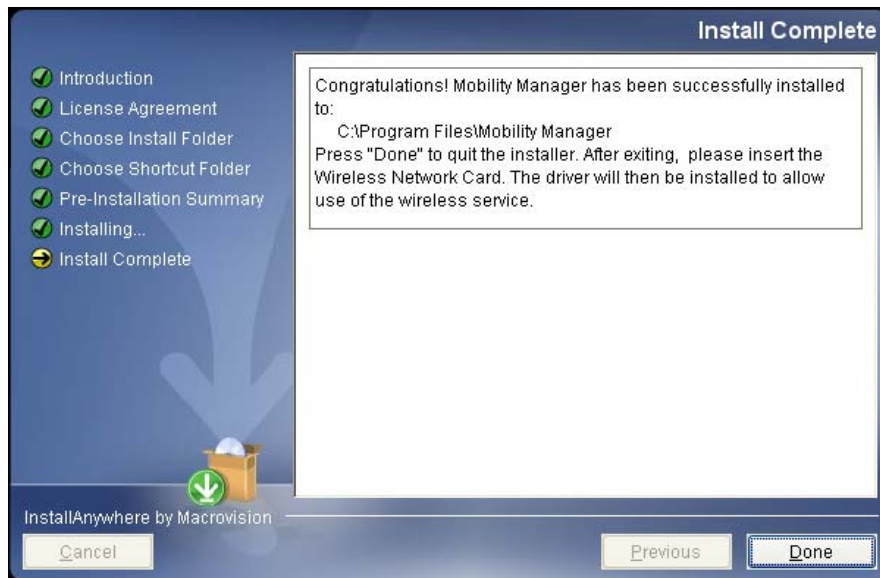 Install Complete
Introduction
License Agreement
Choose Install Folder
Choose Shortcut Folder
Pre-Installation Summary
Installing...
Install Complete
Congratulations! Mobility Manager has been successfully installed
to:
C:\Program Files\Mobility Manager
Press "Done" to quit the installer. After exiting, please insert the
Wireless Network Card. The driver will then be installed to allow
use of the wireless service.
InstallAnywhere by Macrovision
Cancel
Previous
Done